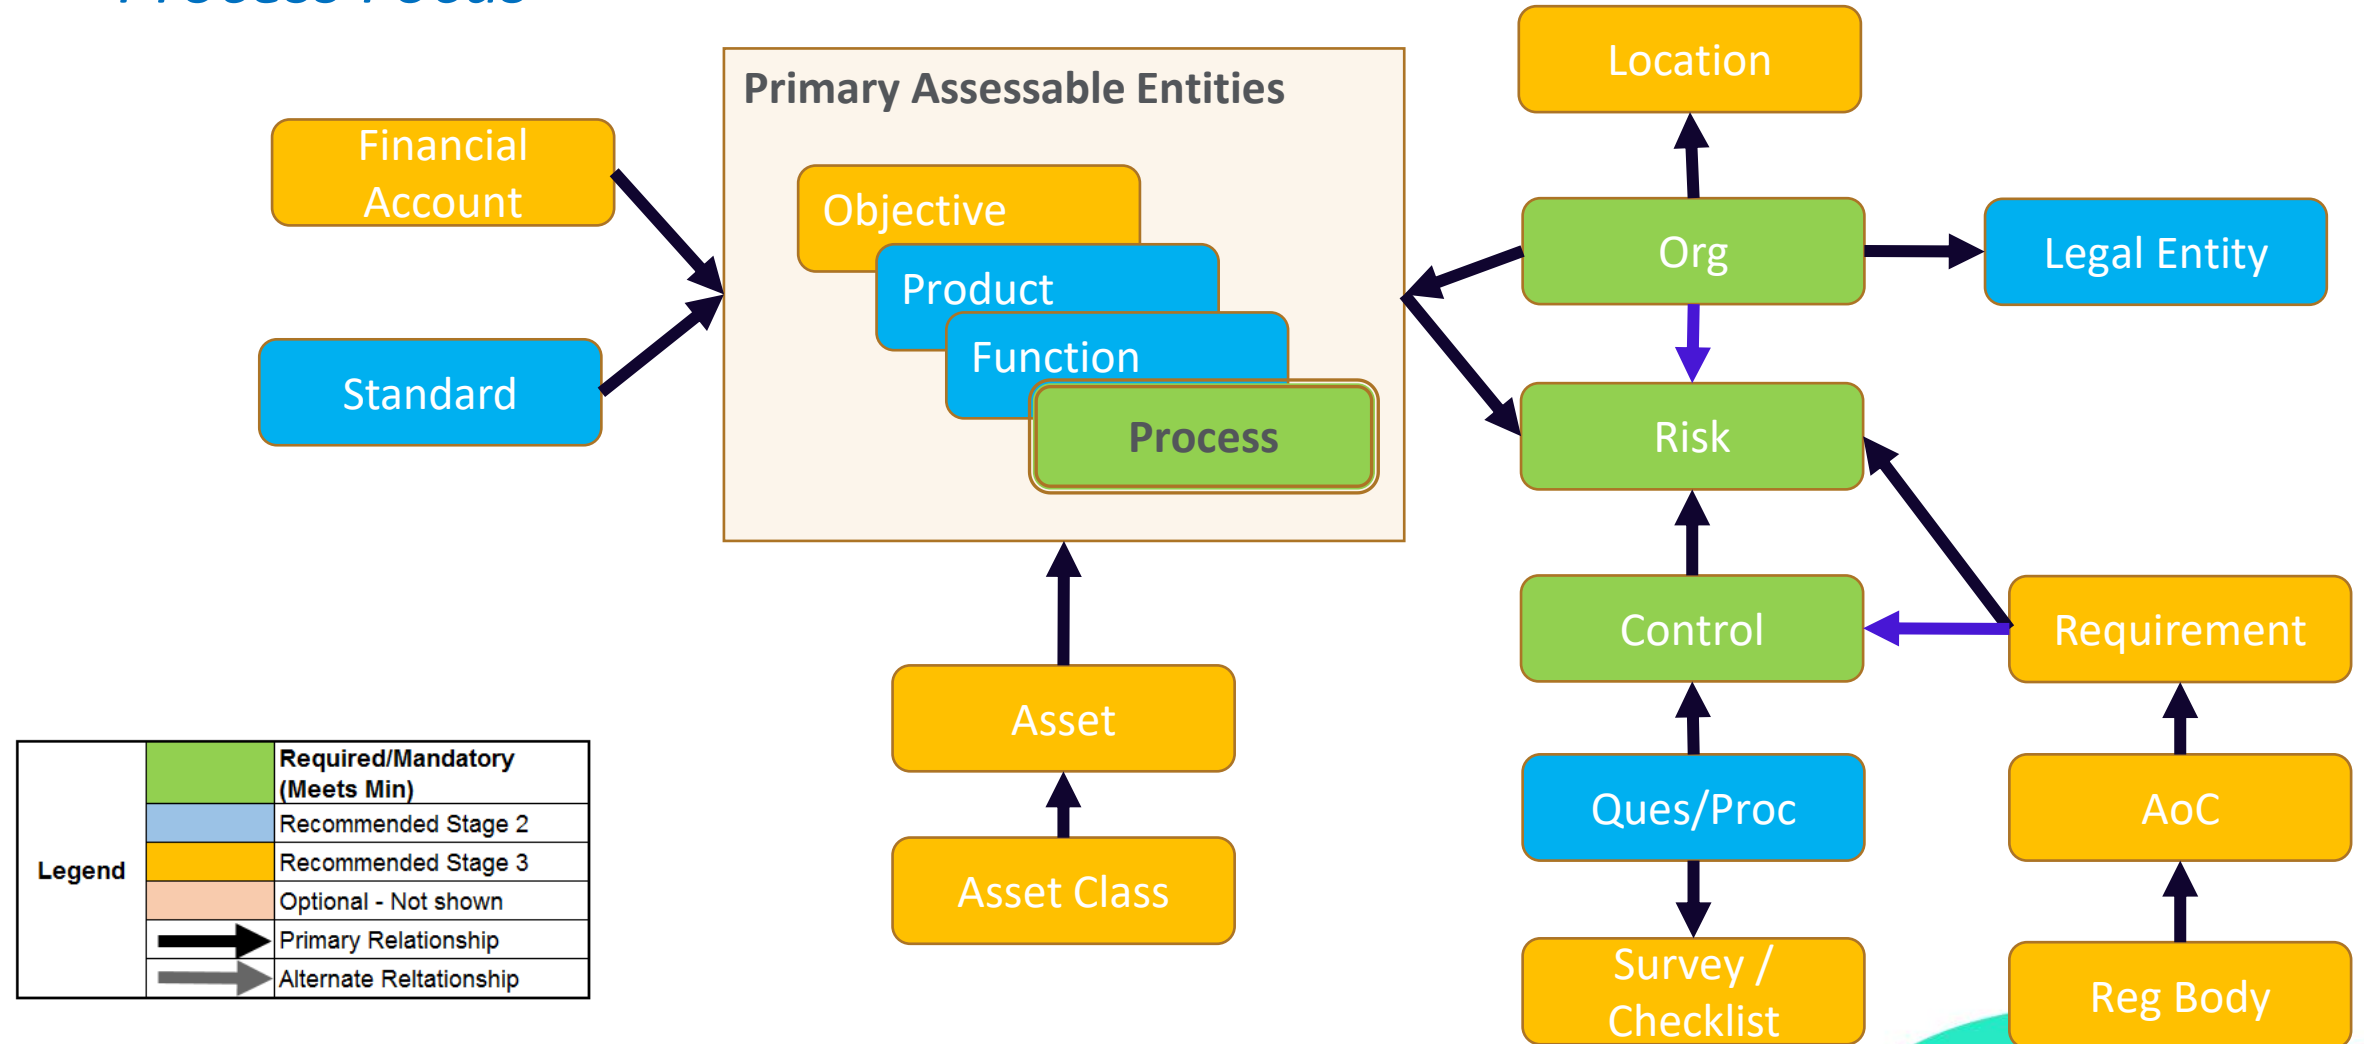 Process Focus
Primary Assessable Entities
Financial
Account
Standard
Objective
Product
Function
Process
Asset
Asset Class
Location
Org
Legal Entity
Risk
Control
Requirement
Ques/Proc
AoC
Survey /
Checklist
Reg Body
Legend
Required/Mandatory
(Meets Min)
Recommended Stage 2
Recommended Stage 3
Optional - Not shown
Primary Relationship
Alternate Reltationship